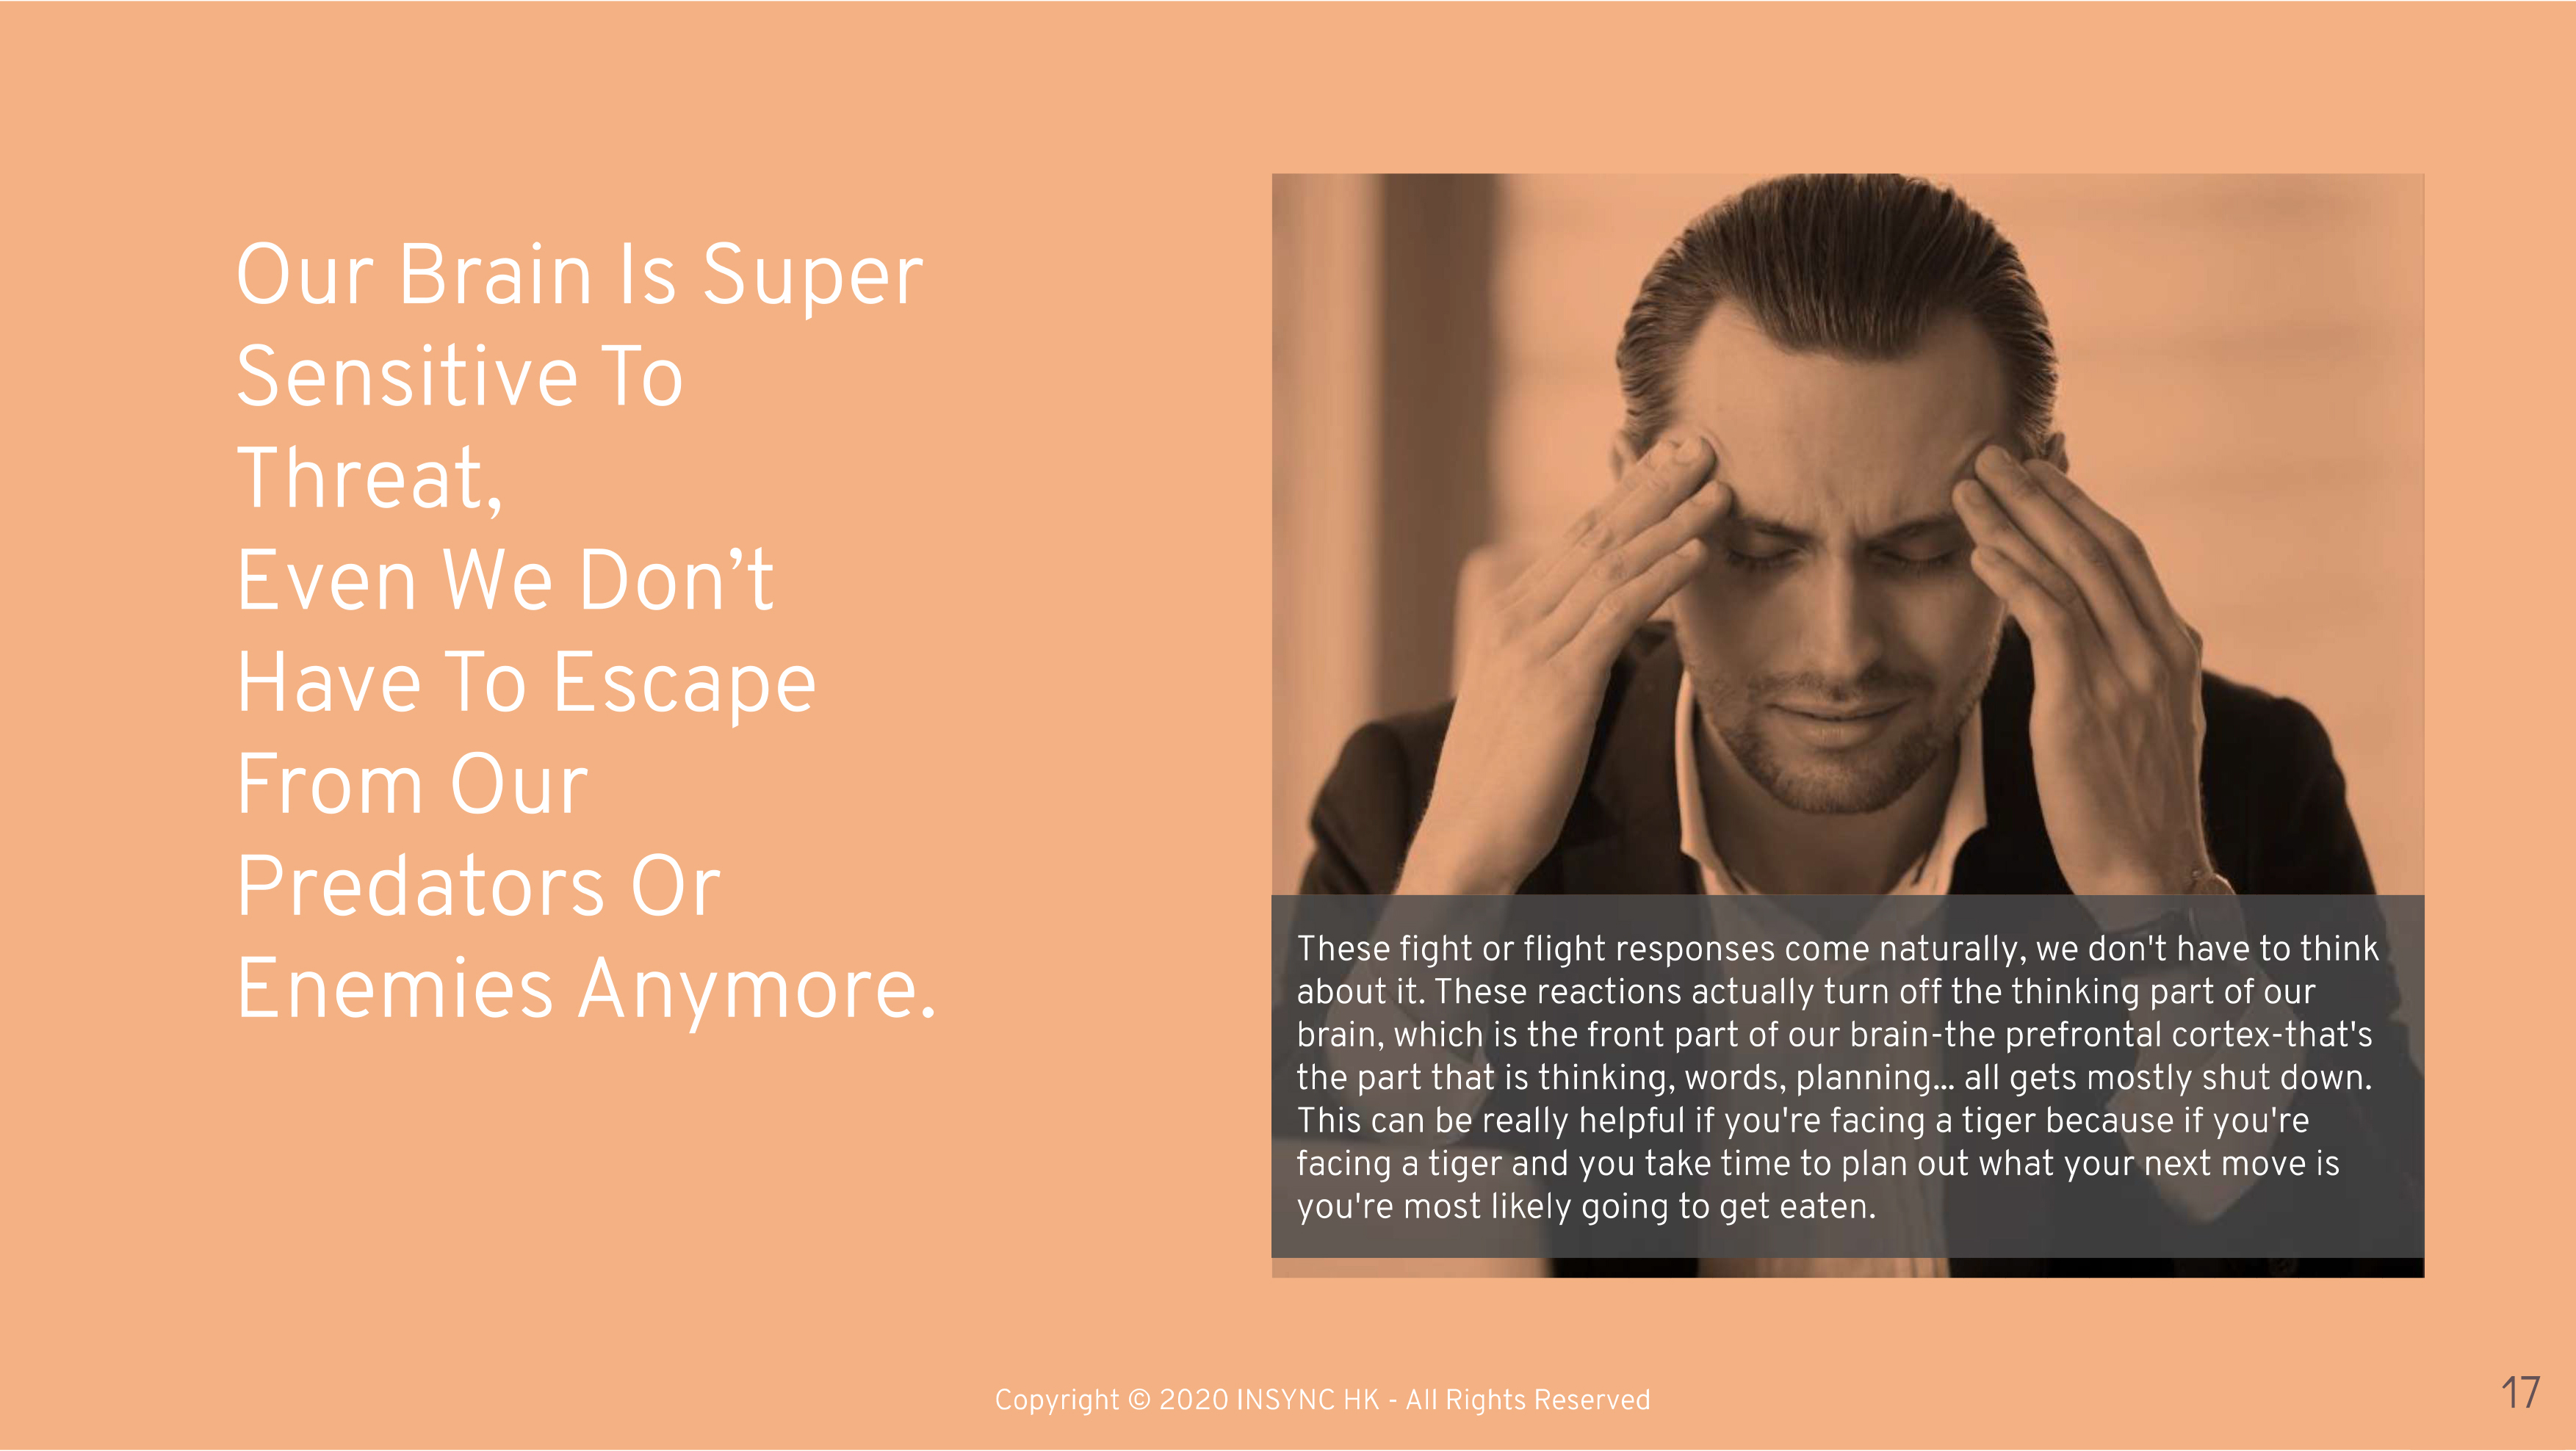 Our Brain Is Super
Sensitive To
Threat,
Even We Don’t
Have To Escape
From Our
Predators Or
Enemies Anymore.
These fight or flight responses come naturally, we don't have to think
about it. These reactions actually turn off the thinking part of our
brain, which is the front part of our brain-the prefrontal cortex-that's
the part that is thinking, words, planning... all gets mostly shut down.
This can be really helpful if you're facing a tiger because if you're
facing a tiger and you take time to plan out what your next move is
you're most likely going to get eaten.
Copyright © 2020 INSYNC HK - All Rights Reserved
17